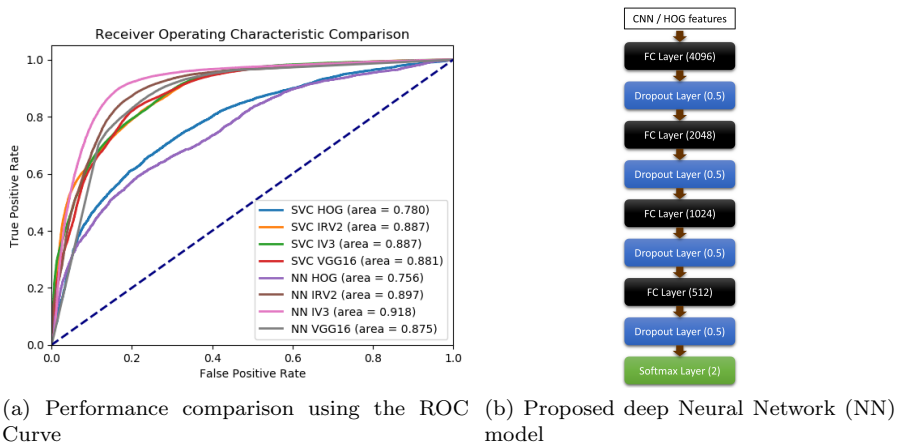 Receiver Operating Characteristic Comparison
True Positive Rate
1.0
0.8
0.6
0.4
0.2
0.0
SVC HOG (area = 0.780)
SVC IRV2 (area = 0.887)
SVC IV3 (area = 0.887)
SVC VGG16 (area = 0.881)
NN HOG (area = 0.756)
NN IRV2 (area = 0.897)
NN IV3 (area = 0.918)
NN VGG16 (area = 0.875)
0.0 0.2 0.4 0.6 0.8 1.0
False Positive Rate
(a) Performance comparison using the ROC
Curve
CNN / HOG features
FC Layer (4096)
Dropout Layer (0.5)
FC Layer (2048)
Dropout Layer (0.5)
FC Layer (1024)
Dropout Layer (0.5)
FC Layer (512)
Dropout Layer (0.5)
Softmax Layer (2)
(b) Proposed deep Neural Network (NN)
model